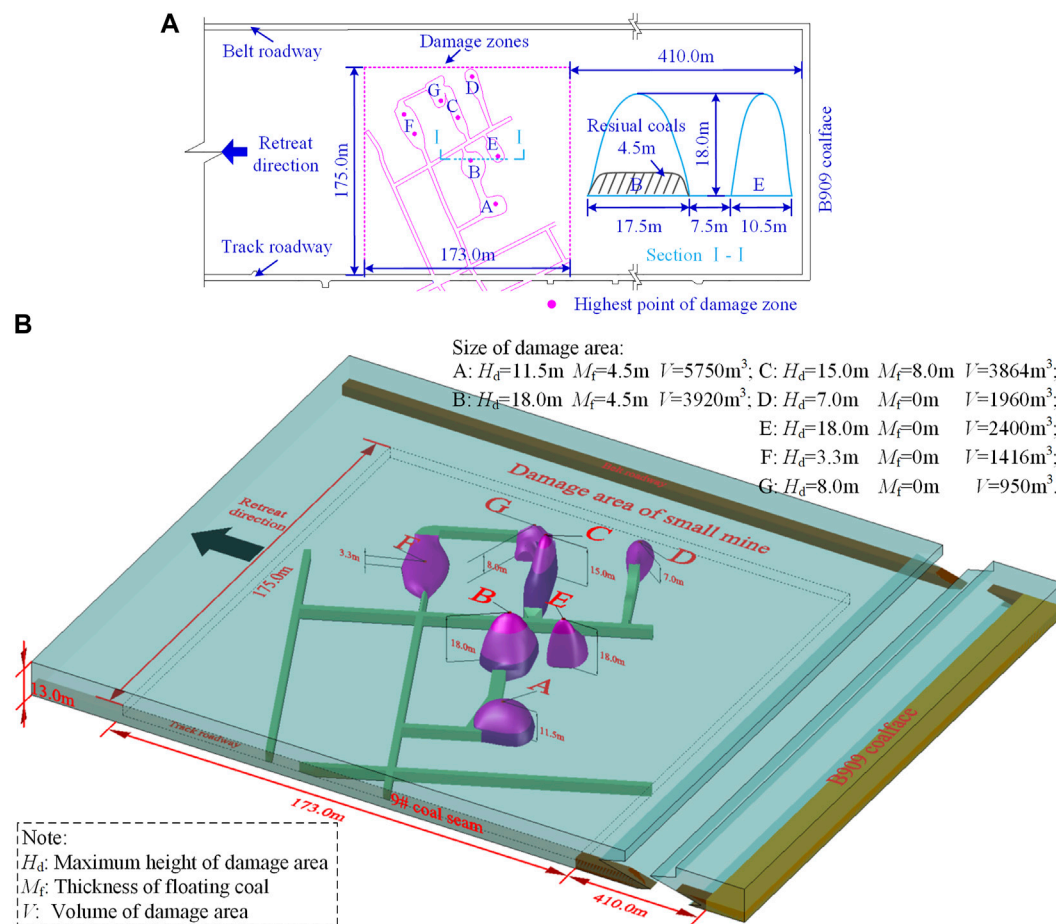 A
Damage zones
Belt roadway
410.0m
G
D
C
F
Resiual coals
4.5m
I
I
Retreat
direction
175.0m
E
B
18.0m
B
E
B909 coalface
A
17.5m
7.5m
10.5m
Track roadway
173.0m
Section I - I
Highest point of damage zone
B
Size of damage area:
A: Hd=11.5m Mf=4.5m V=5750m³; C: Hd=15.0m Mf=8.0m V=3864m³;
B: Hd=18.0m Mf=4.5m V=3920m³; D: Hd=7.0m Mf=0m V=1960m³;
E: Hd=18.0m Mf=0m V=2400m³;
F: Hd=3.3m Mf=0m V=1416m³;
G: Hd=8.0m Mf=0m V=950m³.
Damage area of small mine
Retreat
direction
G
C
F
D
3.3m
8.0m
15.0m
7.0m
175.0m
B
E
18.0m
18.0m
A
11.5m
13.0m
Track roadway
B909 coalface
9# coal seam
173.0m
410.0m
Note:
Hd: Maximum height of damage area
Mf: Thickness of floating coal
V: Volume of damage area